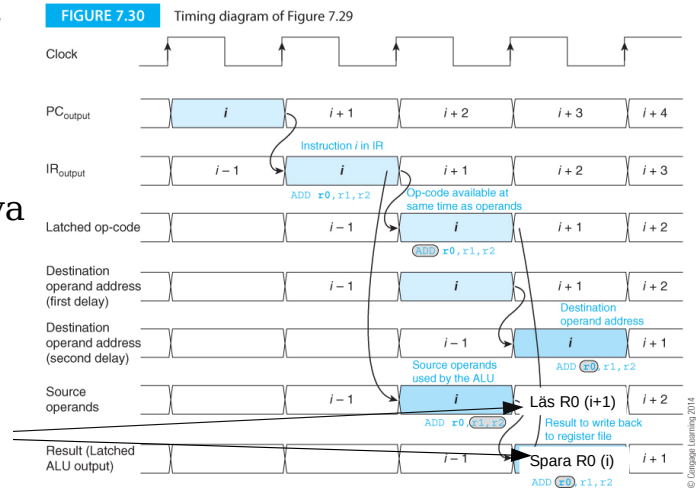 FIGURE 7.30 Timing diagram of Figure 7.29
Clock
PCoutput i i + 1 i + 2 i + 3 i + 4
Instruction i in IR
IRoutput i − 1 i i + 1 i + 2 i + 3
ADD r0,r1,r2
Op-code available at
same time as operands
va
Latched op-code i − 1 i i + 1 i + 2
ADD r0,r1,r2
Destination
operand address
(first delay)
i − 1 i i + 1 i + 2
Destination
operand address
Destination
operand address
(second delay)
i − 1 i i + 1
Source operands
used by the ALU
ADD r0,r1,r2
Source
operands
i − 1 i Läs R0 (i+1) i + 2
ADD r0,r1,r2
Result to write back
to register file
Result (Latched
ALU output)
i − 1 Spara R0 (i) i + 1
ADD r0,r1,r2
© Cengage Learning 2014